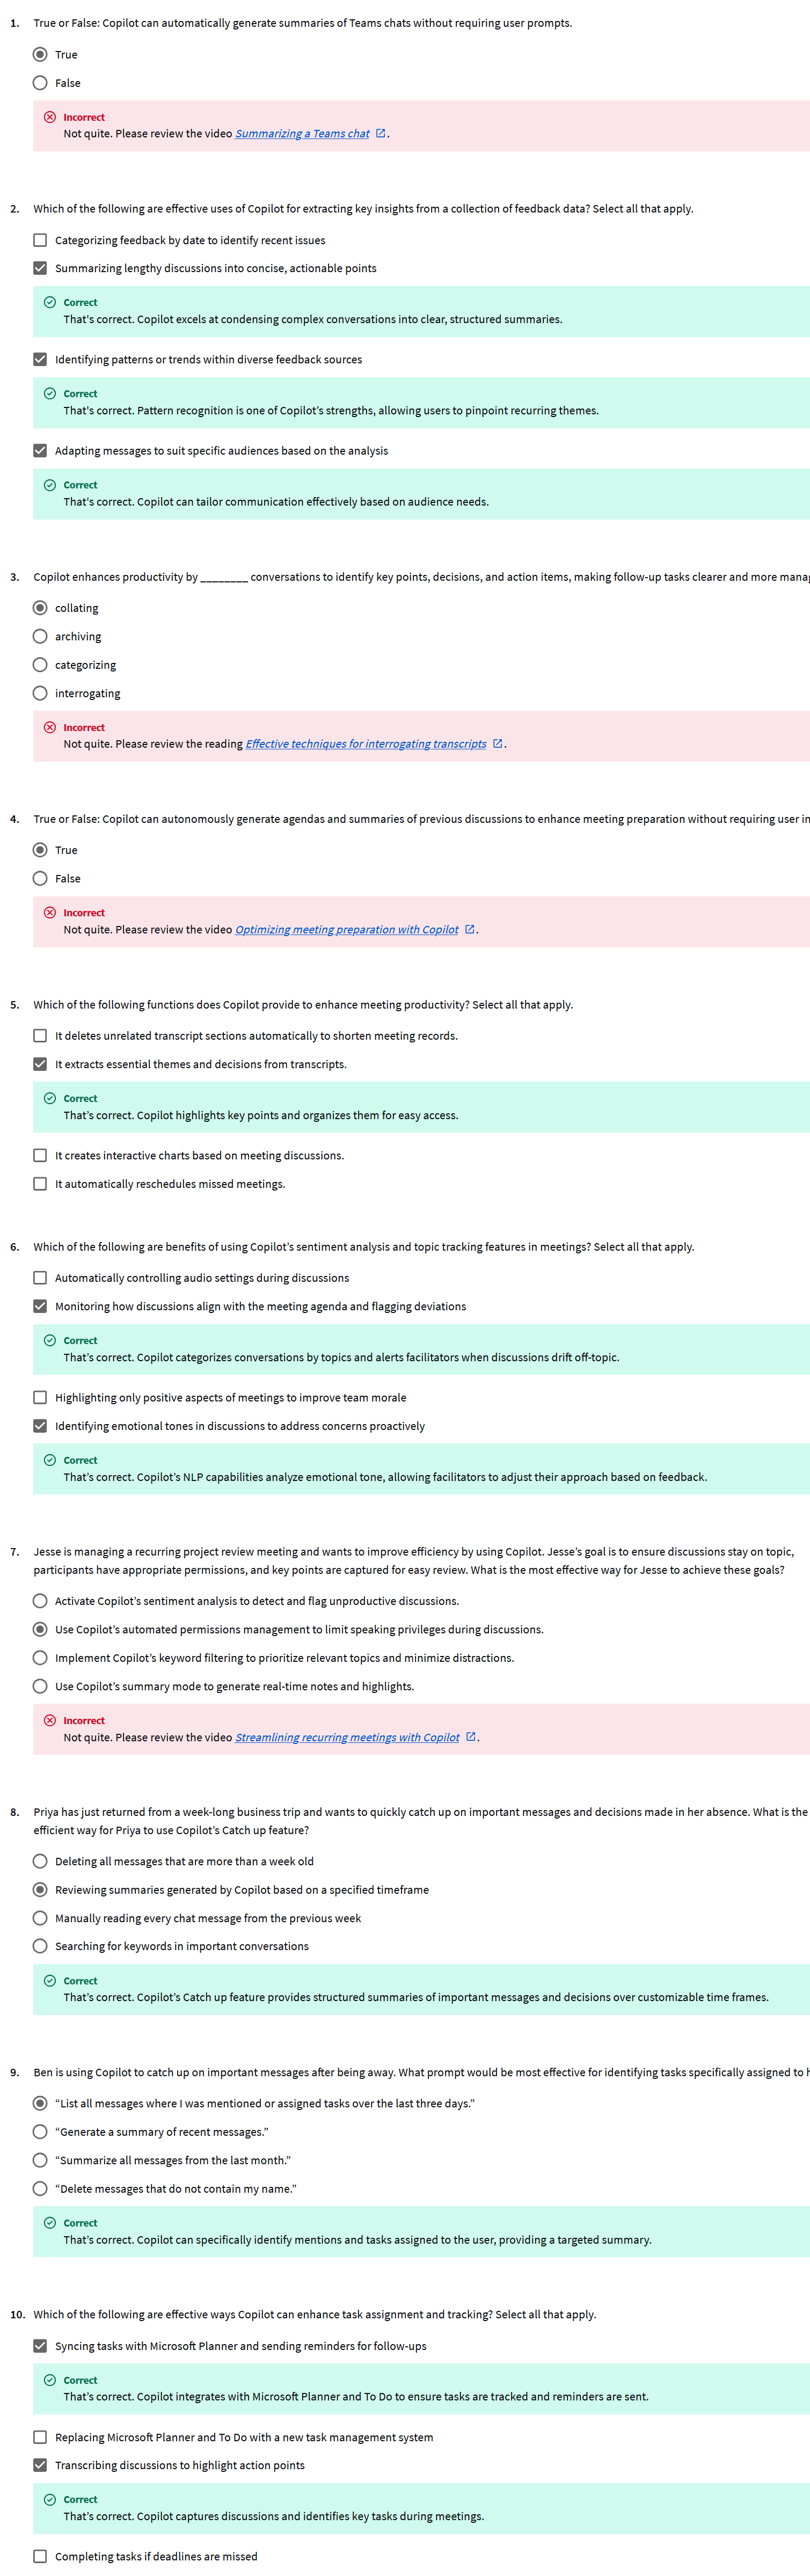 1. True or False: Copilot can automatically generate summaries of Teams chats without requiring user prompts.
True
False
Incorrect
Not quite. Please review the video Summarizing a Teams chat.
2. Which of the following are effective uses of Copilot for extracting key insights from a collection of feedback data? Select all that apply.
Categorizing feedback by date to identify recent issues
Summarizing lengthy discussions into concise, actionable points
Correct
That's correct. Copilot excels at condensing complex conversations into clear, structured summaries.
Identifying patterns or trends within diverse feedback sources
Correct
That's correct. Pattern recognition is one of Copilot’s strengths, allowing users to pinpoint recurring themes.
Adapting messages to suit specific audiences based on the analysis
Correct
That's correct. Copilot can tailor communication effectively based on audience needs.
3. Copilot enhances productivity by ________ conversations to identify key points, decisions, and action items, making follow-up tasks clearer and more
collating
archiving
categorizing
interrogating
Incorrect
Not quite. Please review the reading Effective techniques for interrogating transcripts.
4. True or False: Copilot can autonomously generate agendas and summaries of previous discussions to enhance meeting preparation without requiring user
True
False
Incorrect
Not quite. Please review the video Optimizing meeting preparation with Copilot.
5. Which of the following functions does Copilot provide to enhance meeting productivity? Select all that apply.
It deletes unrelated transcript sections automatically to shorten meeting records.
It extracts essential themes and decisions from transcripts.
Correct
That’s correct. Copilot highlights key points and organizes them for easy access.
It creates interactive charts based on meeting discussions.
It automatically reschedules missed meetings.
6. Which of the following are benefits of using Copilot’s sentiment analysis and topic tracking features in meetings? Select all that apply.
Automatically controlling audio settings during discussions
Monitoring how discussions align with the meeting agenda and flagging deviations
Correct
That’s correct. Copilot categorizes conversations by topics and alerts facilitators when discussions drift off-topic.
Highlighting only positive aspects of meetings to improve team morale
Identifying emotional tones in discussions to address concerns proactively
Correct
That’s correct. Copilot’s NLP capabilities analyze emotional tone, allowing facilitators to adjust their approach based on feedback.
7. Jesse is managing a recurring project review meeting and wants to improve efficiency by using Copilot. Jesse’s goal is to ensure discussions stay on topic,
participants have appropriate permissions, and key points are captured for easy review. What is the most effective way for Jesse to achieve these goals?
Activate Copilot’s sentiment analysis to detect and flag unproductive discussions.
Use Copilot’s automated permissions management to limit speaking privileges during discussions.
Implement Copilot’s keyword filtering to prioritize relevant topics and minimize distractions.
Use Copilot’s summary mode to generate real-time notes and highlights.
Incorrect
Not quite. Please review the video Streamlining recurring meetings with Copilot.
8. Priya has just returned from a week-long business trip and wants to quickly catch up on important messages and decisions made in her absence. What is the
efficient way for Priya to use Copilot’s Catch up feature?
Deleting all messages that are more than a week old
Reviewing summaries generated by Copilot based on a specified timeframe
Manually reading every chat message from the previous week
Searching for keywords in important conversations
Correct
That’s correct. Copilot’s Catch up feature provides structured summaries of important messages and decisions over customizable time frames.
9. Ben is using Copilot to catch up on important messages after being away. What prompt would be most effective for identifying tasks specifically assigned to
“List all messages where I was mentioned or assigned tasks over the last three days.”
“Generate a summary of recent messages.”
“Summarize all messages from the last month.”
“Delete messages that do not contain my name.”
Correct
That’s correct. Copilot can specifically identify mentions and tasks assigned to the user, providing a targeted summary.
10. Which of the following are effective ways Copilot can enhance task assignment and tracking? Select all that apply.
Syncing tasks with Microsoft Planner and sending reminders for follow-ups
Correct
That’s correct. Copilot integrates with Microsoft Planner and To Do to ensure tasks are tracked and reminders are sent.
Replacing Microsoft Planner and To Do with a new task management system
Transcribing discussions to highlight action points
Correct
That’s correct. Copilot captures discussions and identifies key tasks during meetings.
Completing tasks if deadlines are missed